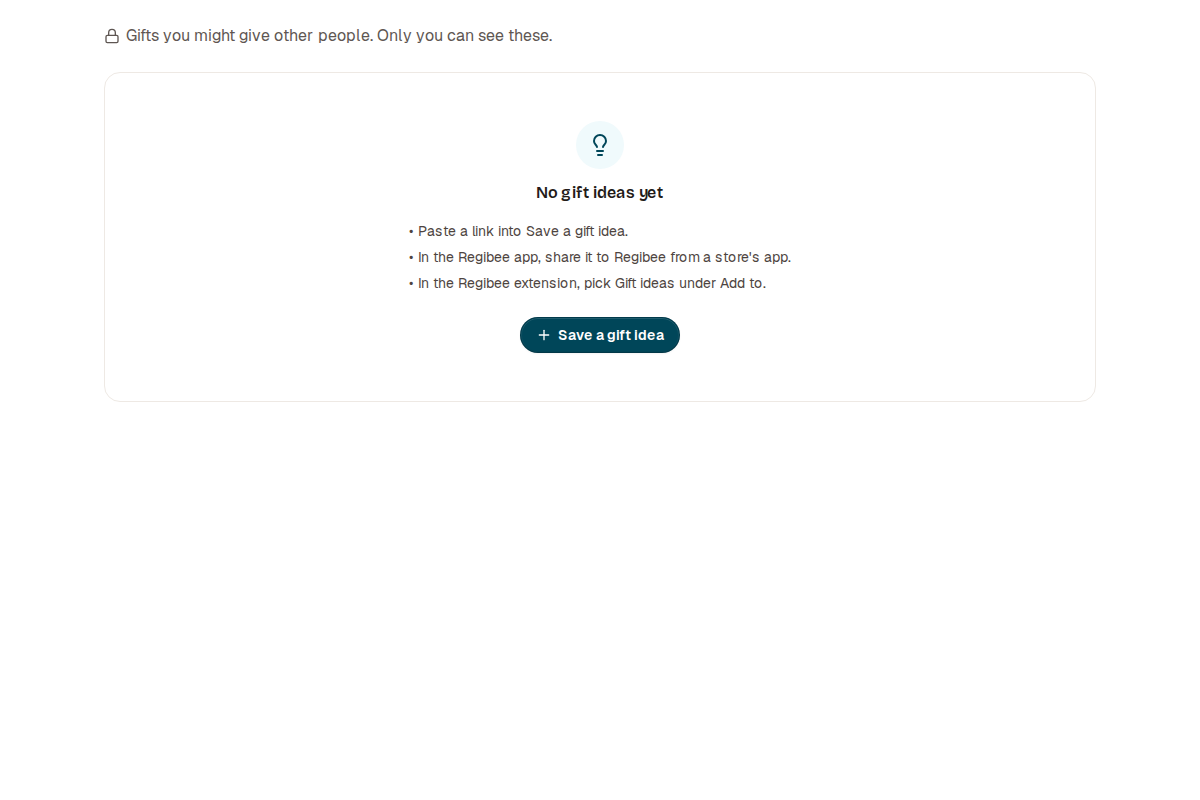 Gifts you might give other people. Only you can see these.
No gift ideas yet
• Paste a link into Save a gift idea.
• In the Regibee app, share it to Regibee from a store's app.
• In the Regibee extension, pick Gift ideas under Add to.
+ Save a gift idea